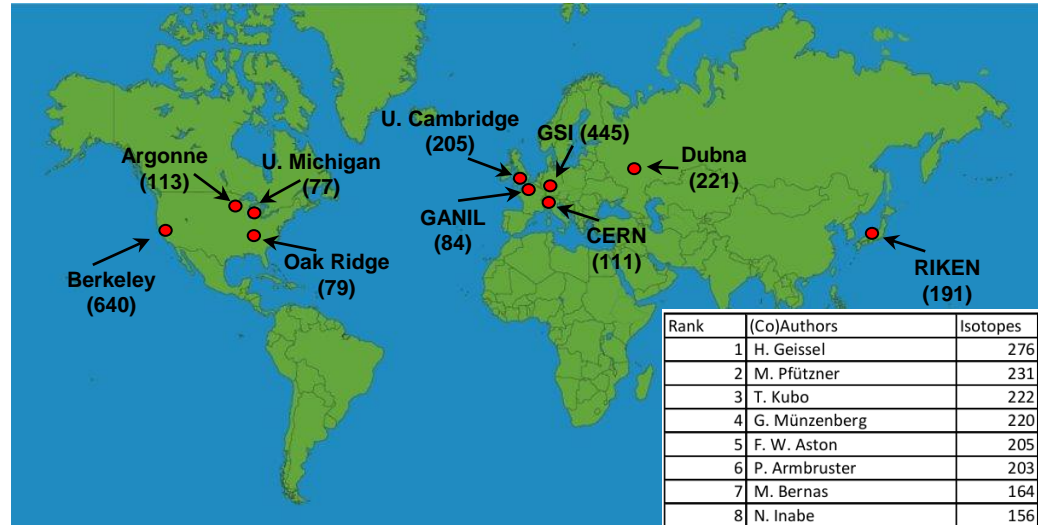 U. Cambridge
(205)
GSI (445)
Dubna
(221)
Argonne
(113)
U. Michigan
(77)
GANIL
(84)
CERN
(111)
Berkeley
(640)
Oak Ridge
(79)
RIKEN
(191)
Rank (Co)Authors Isotopes
1 H. Geissel 276
2 M. Pfützner 231
3 T. Kubo 222
4 G. Münzenberg 220
5 F. W. Aston 205
6 P. Armbruster 203
7 M. Bernas 164
8 N. Inabe 156